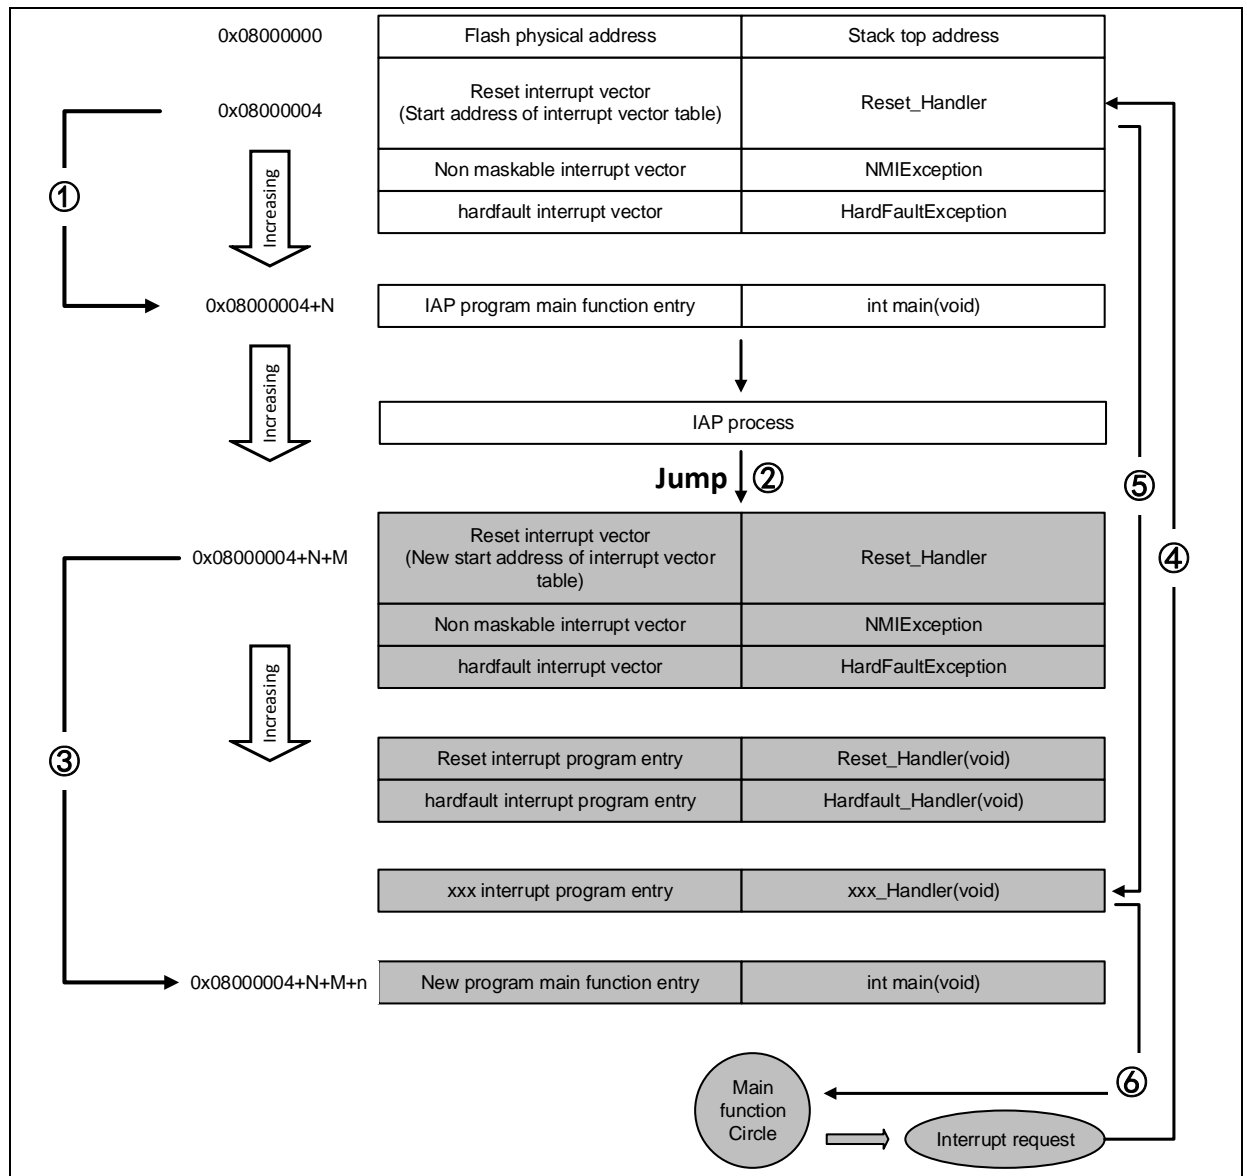 0x08000000 Flash physical address Stack top address
Reset interrupt vector
0x08000004 (Start address of interrupt vector table) Reset_Handler
Non maskable interrupt vector NMIException
① Increasing hardfault interrupt vector HardFaultException
0x08000004+N IAP program main function entry int main(void)
Increasing
IAP process
Jump ②
⑤
Reset interrupt vector
0x08000004+N+M (New start address of interrupt vector Reset_Handler ④
table)
Non maskable interrupt vector NMIException
Increasing hardfault interrupt vector HardFaultException
③ Reset interrupt program entry Reset_Handler(void)
hardfault interrupt program entry Hardfault_Handler(void)
xxx interrupt program entry xxx_Handler(void)
0x08000004+N+M+n New program main function entry int main(void)
⑥
Main
function
Circle
Interrupt request